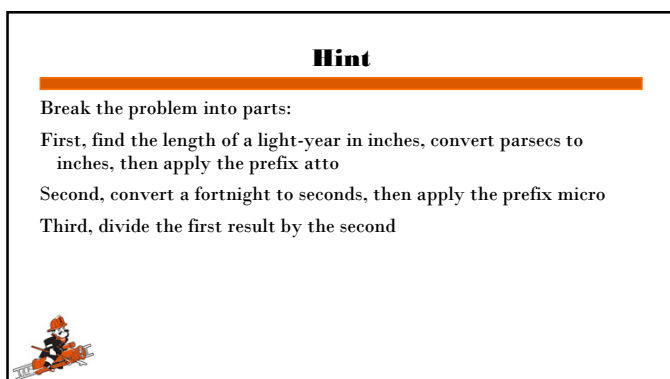 Hint
Break the problem into parts:
First, find the length of a light-year in inches, convert parsecs to
inches, then apply the prefix atto
Second, convert a fortnight to seconds, then apply the prefix micro
Third, divide the first result by the second